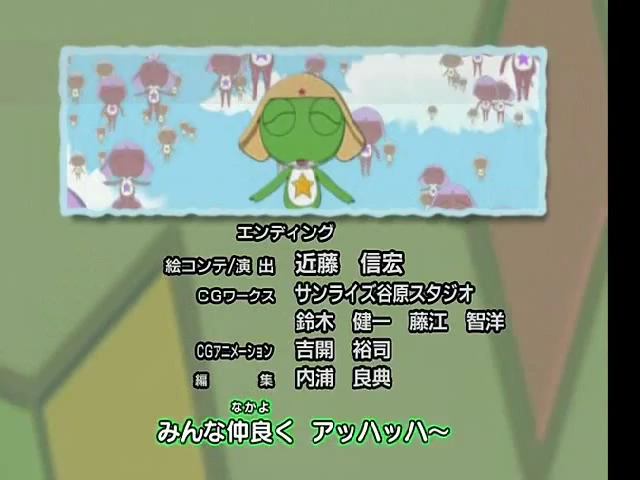 エンディング
絵コンテ/演出 近藤 信宏
CGワークス サンライズ谷原スタジオ
鈴木 健一 藤江 智洋
CGアニメーション 吉開 裕司
編集 内浦 良典
なかよ
みんな仲良く アッハッハ～